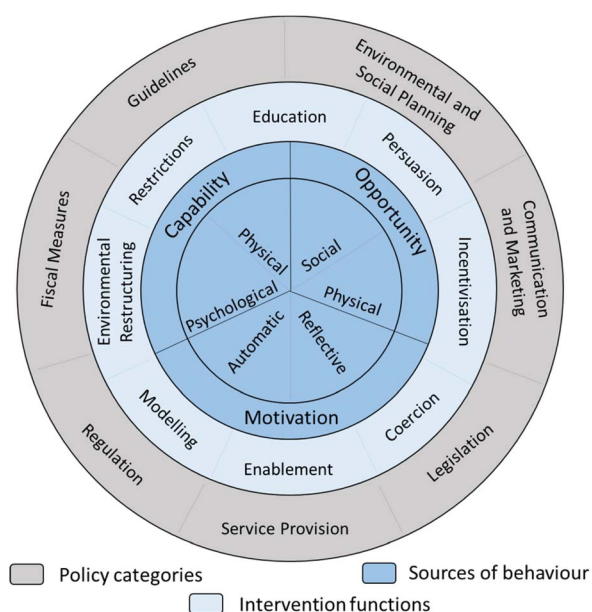 Environmental and
Social Planning
Guidelines
Education
Persuasion
Restrictions
Capability
Opportunity
Physical
Social
Communication
and Marketing
Fiscal Measures
Environmental
Restructuring
Incentivisation
Psychological
Physical
Automatic
Reflective
Motivation
Modelling
Coercion
Enablement
Regulation
Legislation
Service Provision
Policy categories
Sources of behaviour
Intervention functions